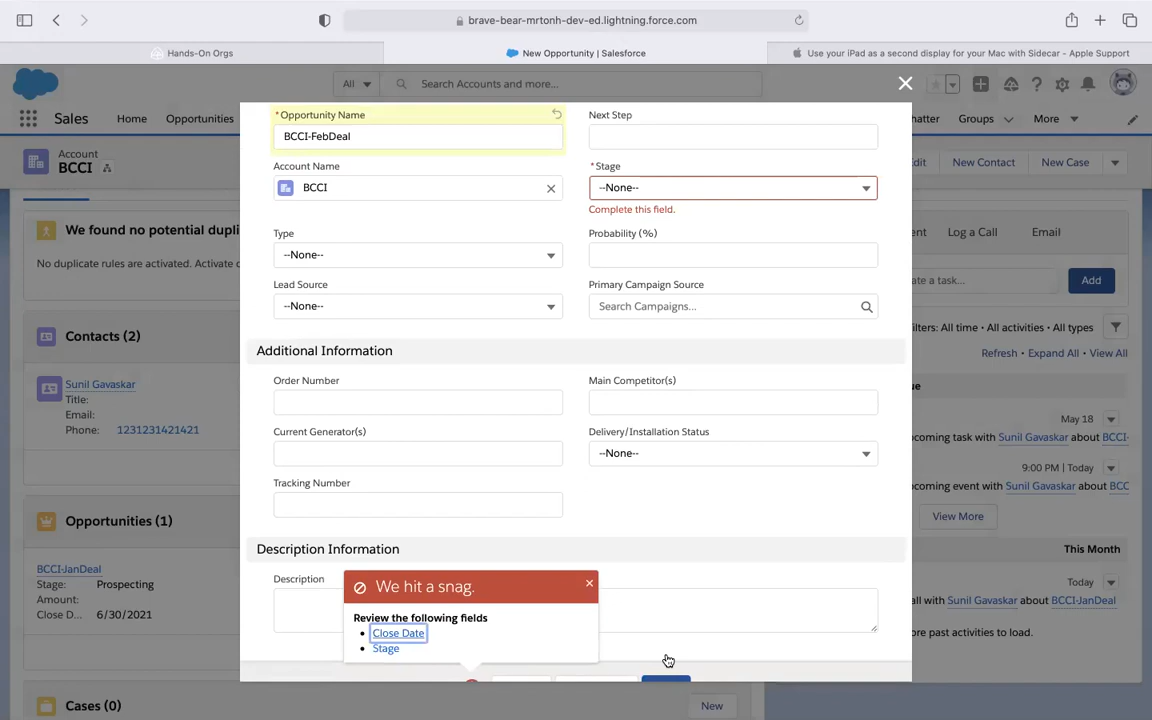 brave-bear-mrtonh-dev-ed.lightning.force.com
Hands-On Orgs
New Opportunity | Salesforce
Use your iPad as a second display for your Mac with Sidecar - Apple Support
All
Search Accounts and more...
Sales
Home
Opportunities
hatter
Groups
More
Account
BCCI
dit
New Contact
New Case
* Opportunity Name
BCCI-FebDeal
Next Step
Account Name
BCCI
* Stage
--None--
Complete this field.
Type
--None--
Probability (%)
Lead Source
--None--
Primary Campaign Source
Search Campaigns...
Additional Information
Order Number
Main Competitor(s)
Current Generator(s)
Delivery/Installation Status
--None--
Tracking Number
Description Information
Description
We hit a snag.
Review the following fields
• Close Date
• Stage
We found no potential dupli
No duplicate rules are activated. Activate
Contacts (2)
Sunil Gavaskar
Title:
Email:
Phone: 1231231421421
Opportunities (1)
BCCI-JanDeal
Stage: Prospecting
Amount:
Close D... 6/30/2021
Cases (0)
New
ent
Log a Call
Email
ate a task...
Add
ilters: All time • All activities • All types
Refresh • Expand All • View All
ue
May 18
coming task with Sunil Gavaskar about BCCI-
9:00 PM | Today
coming event with Sunil Gavaskar about BCC
View More
This Month
Today
all with Sunil Gavaskar about BCCI-JanDeal
ore past activities to load.